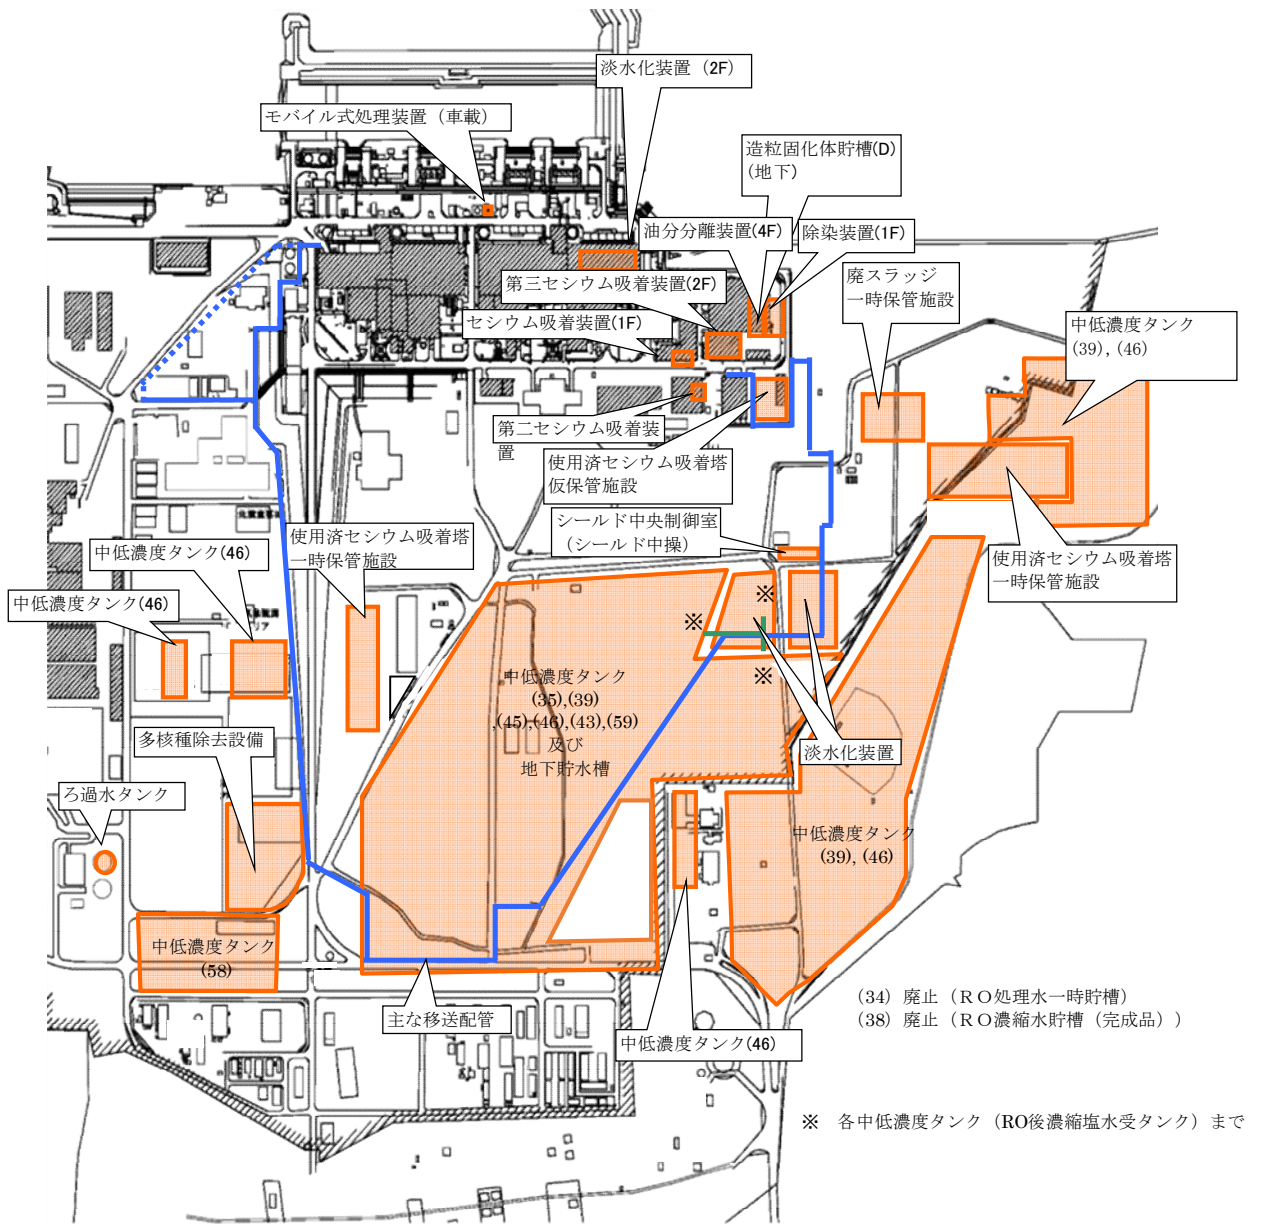 淡水化装置（2F）
モバイル式処理装置（車載）
造粒固化体貯槽(D)
(地下)
油分分離装置(4F)
除染装置(1F)
第三セシウム吸着装置(2F)
廃スラッジ
一時保管施設
セシウム吸着装置(1F)
中低濃度タンク
(39), (46)
第二セシウム吸着装
置
使用済セシウム吸着塔
仮保管施設
シールド中央制御室
（シールド中操）
使用済セシウム吸着塔
一時保管施設
中低濃度タンク(46)
使用済セシウム吸着塔
一時保管施設
中低濃度タンク(46)
※
※
※
中低濃度タンク
(35),(39)
,(45),(46),(43),(59)
及び
地下貯水槽
多核種除去設備
淡水化装置
ろ過水タンク
中低濃度タンク
(39), (46)
中低濃度タンク
(58)
主な移送配管
中低濃度タンク(46)
(34) 廃止（ＲＯ処理水一時貯槽）
(38) 廃止（ＲＯ濃縮水貯槽（完成品））
※　各中低濃度タンク（RO後濃縮塩水受タンク）まで